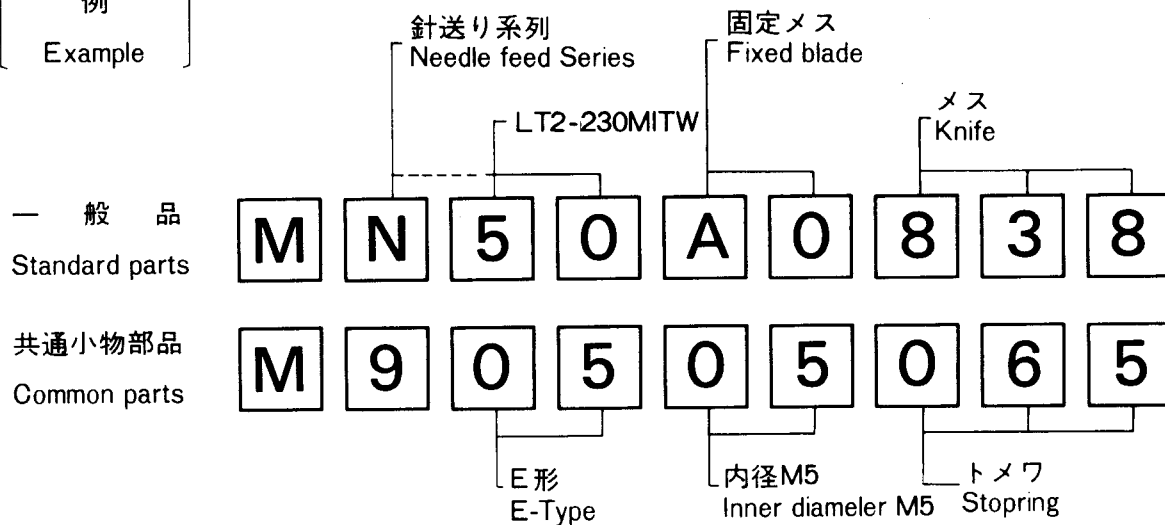 例
Example
針送り系列
Needle feed Series
固定メス
Fixed blade
LT2-230MITW
メス
Knife
一般品
Standard parts
M N 5 0 A 0 8 3 8
共通小物部品
Common parts
M 9 0 5 0 5 0 6 5
E形
E-Type
内径M5
Inner diameler M5
トメワ
Stopring